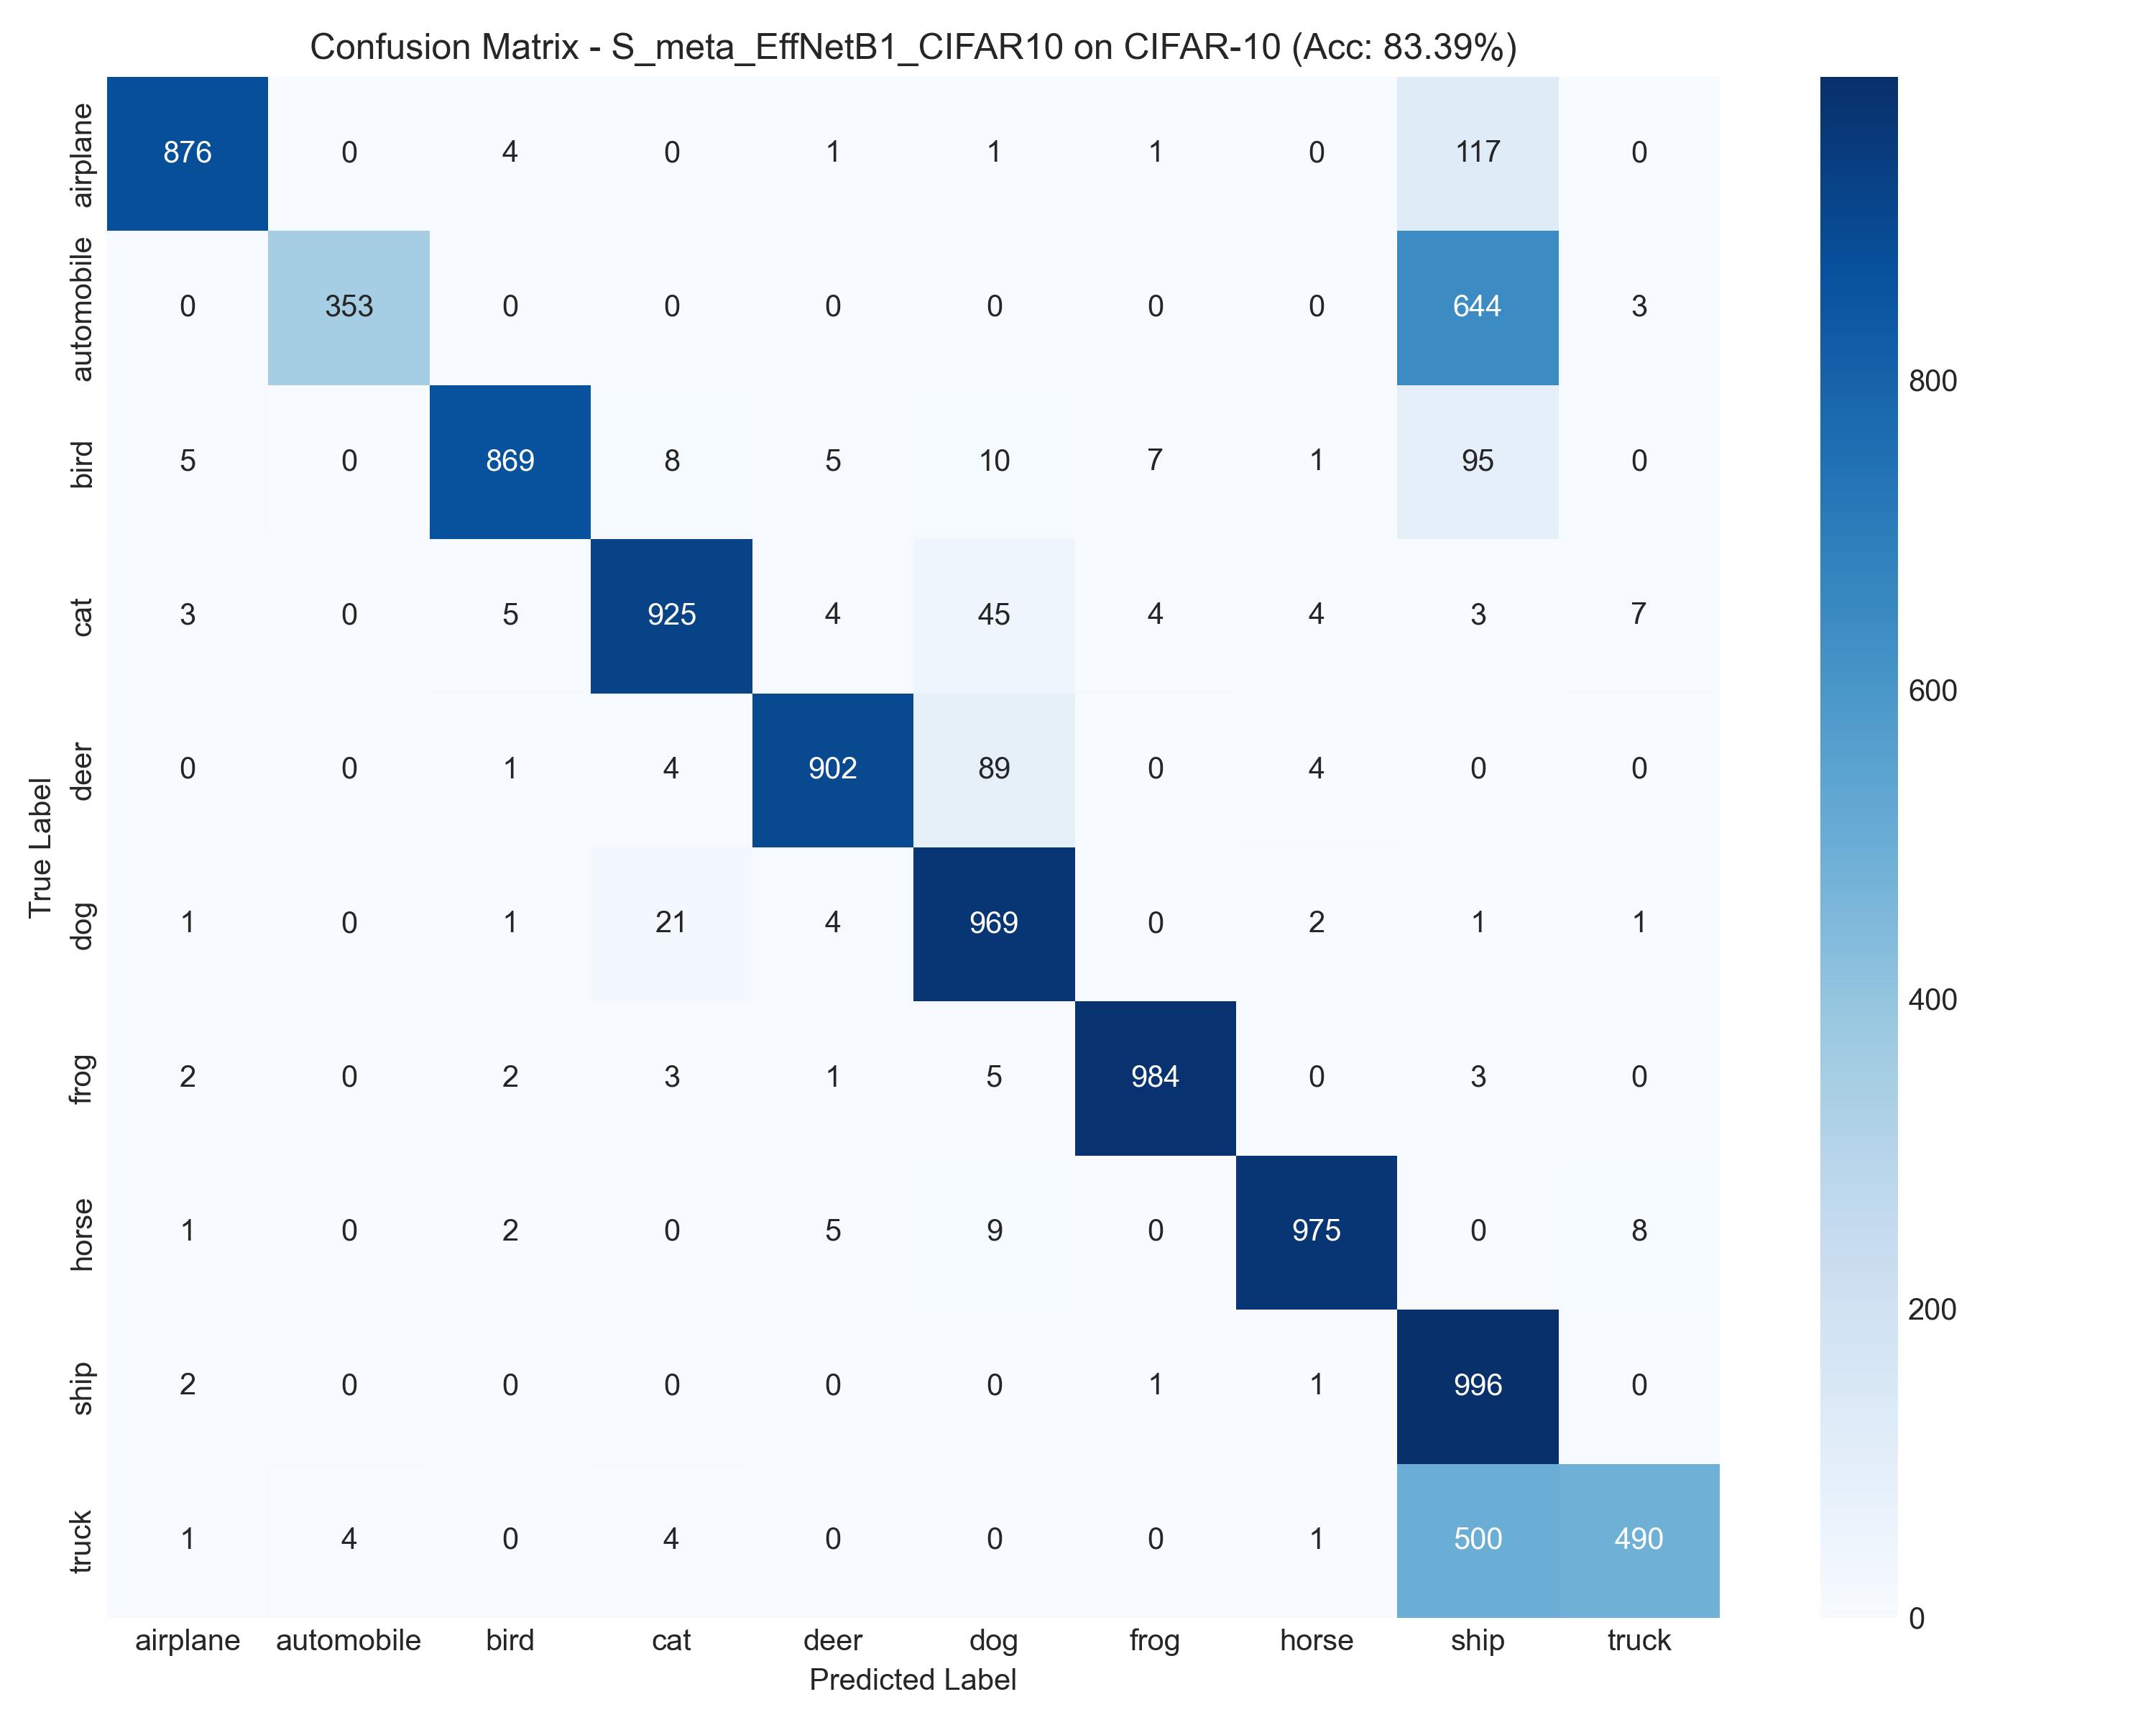 Confusion Matrix - S_meta_EffNetB1_CIFAR10 on CIFAR-10 (Acc: 83.39%)
True Label
airplane 876 0 4 0 1 1 1 0 117 0
automobile 0 353 0 0 0 0 0 0 644 3
bird 5 0 869 8 5 10 7 1 95 0
cat 3 0 5 925 4 45 4 4 3 7
deer 0 0 1 4 902 89 0 4 0 0
dog 1 0 1 21 4 969 0 2 1 1
frog 2 0 2 3 1 5 984 0 3 0
horse 1 0 2 0 5 9 0 975 0 8
ship 2 0 0 0 0 0 1 1 996 0
truck 1 4 0 4 0 0 0 1 500 490
airplane automobile bird cat deer dog frog horse ship truck
Predicted Label
800
600
400
200
0